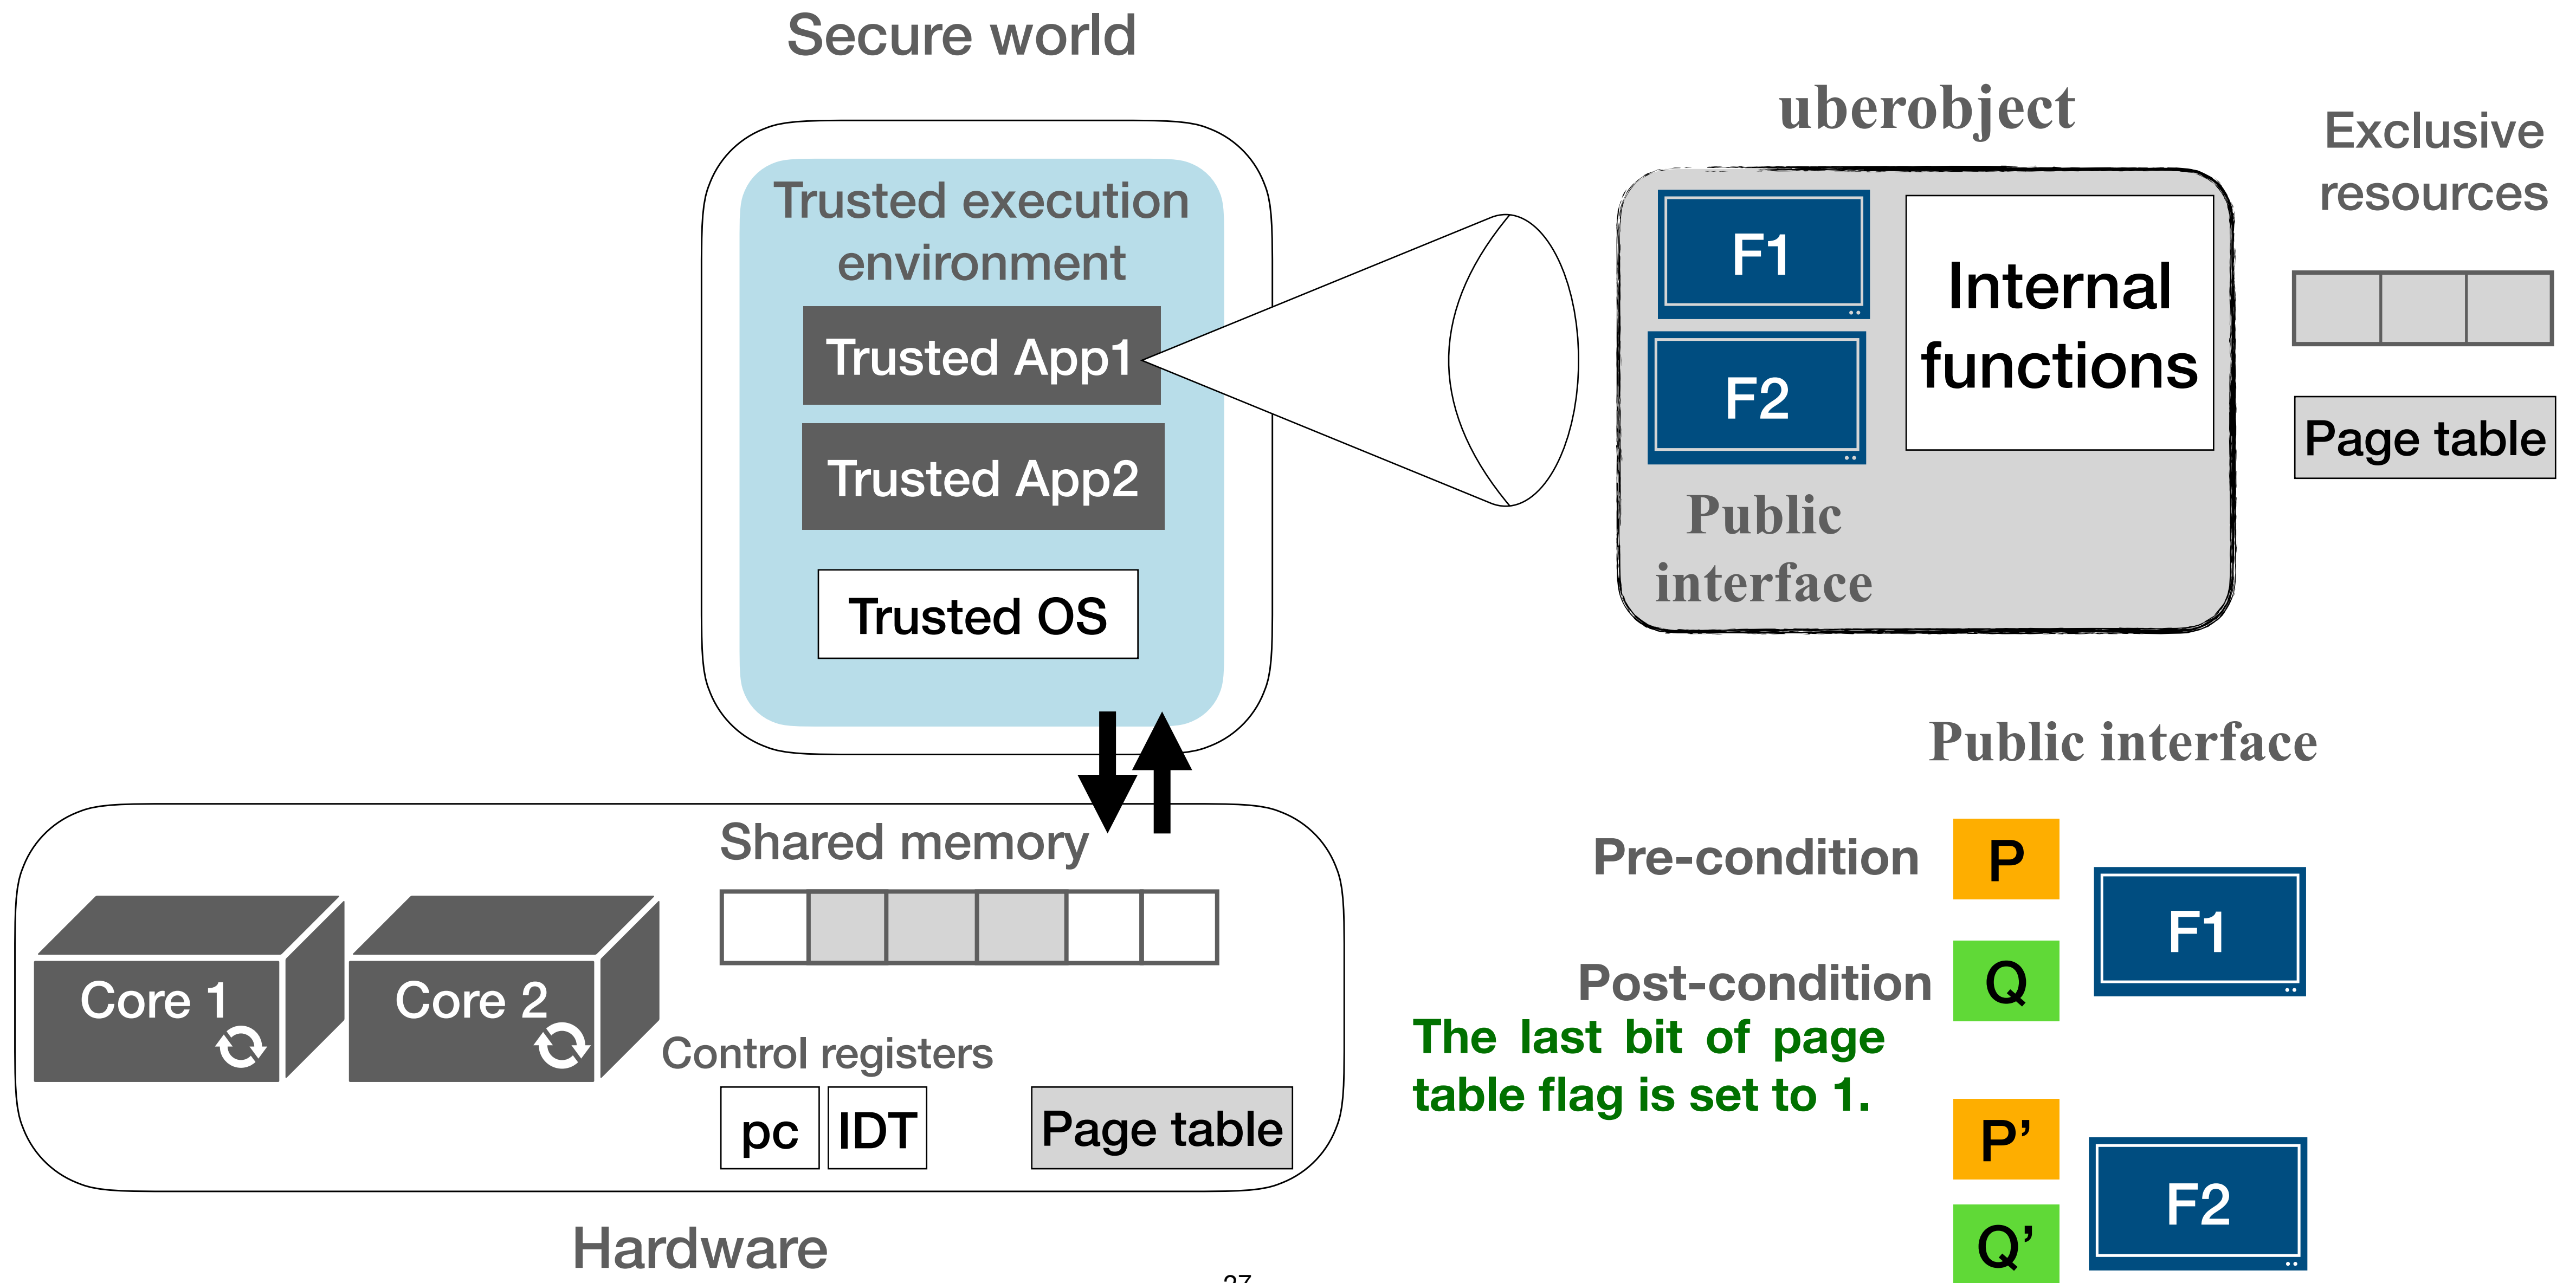 Secure world
Trusted execution
environment
Trusted App1
Trusted App2
Trusted OS
uberobject
F1
F2
Internal
functions
Public
interface
Exclusive
resources
Page table
Shared memory
Core 1
Core 2
Control registers
pc
IDT
Page table
Hardware
Public interface
Pre-condition
P
F1
Post-condition
Q
The last bit of page
table flag is set to 1.
P’
F2
Q’
27